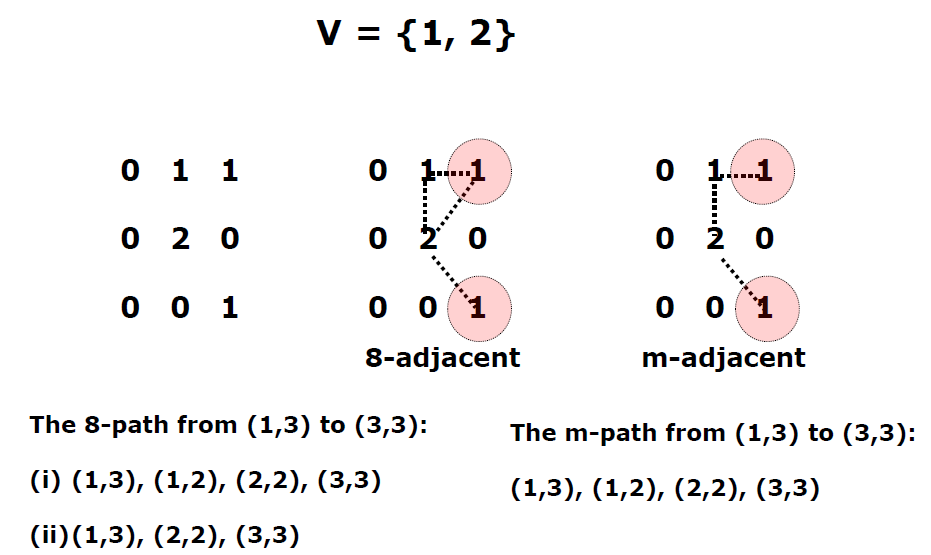 V = {1, 2}
0 1 1 0 1 1 0 1 1
0 2 0 0 2 0 0 2 0
0 0 1 0 0 1 0 0 1
8-adjacent m-adjacent
The 8-path from (1,3) to (3,3):
(i) (1,3), (1,2), (2,2), (3,3)
(ii)(1,3), (2,2), (3,3)
The m-path from (1,3) to (3,3):
(1,3), (1,2), (2,2), (3,3)